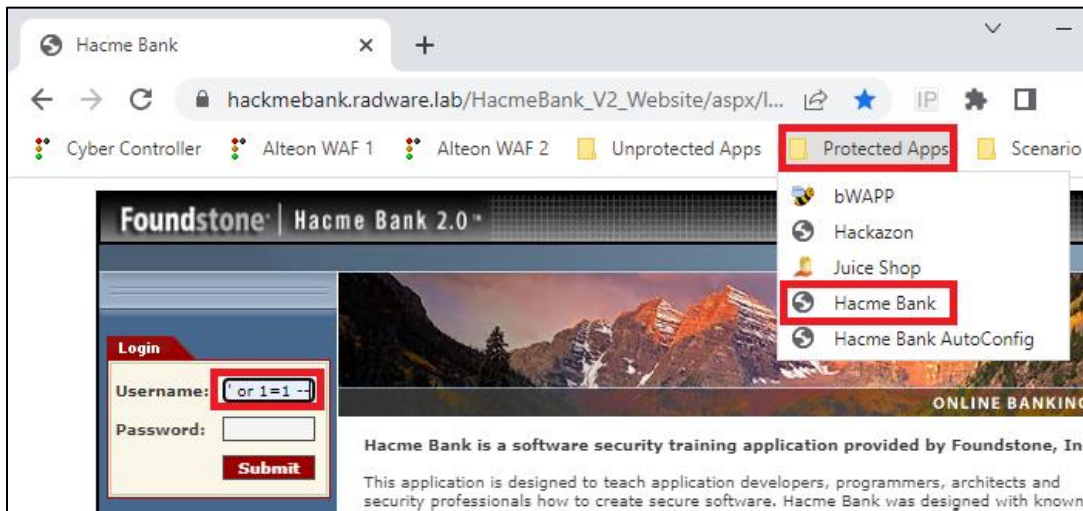 Hacme Bank
hackmebank.radware.lab/HacmeBank_V2_Website/aspx/l...
IP
Cyber Controller
Alteon WAF 1
Alteon WAF 2
Unprotected Apps
Protected Apps
Scenario
bWAPP
Hackazon
Juice Shop
Hacme Bank
Hacme Bank AutoConfig
Foundstone | Hacme Bank 2.0 ™
Login
Username: ' or 1=1 --
Password:
Submit
ONLINE BANKING
Hacme Bank is a software security training application provided by Foundstone, In
This application is designed to teach application developers, programmers, architects and
security professionals how to create secure software. Hacme Bank was designed with known